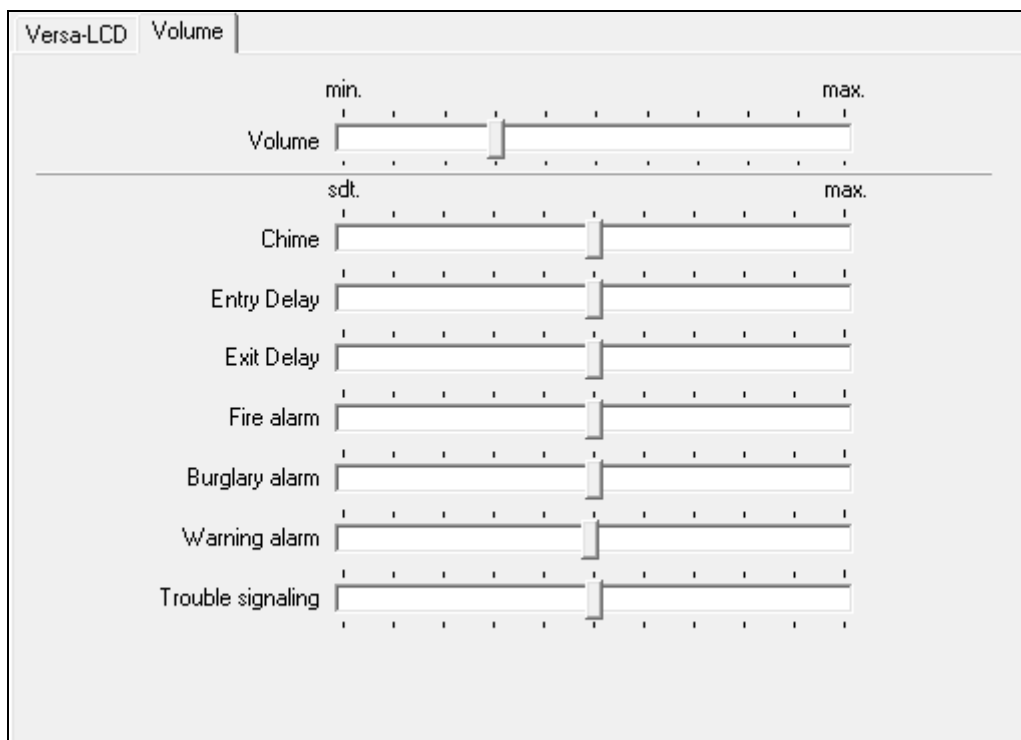 Versa-LCD Volume
min. max.
Volume
sdt. max.
Chime
Entry Delay
Exit Delay
Fire alarm
Burglary alarm
Warning alarm
Trouble signaling